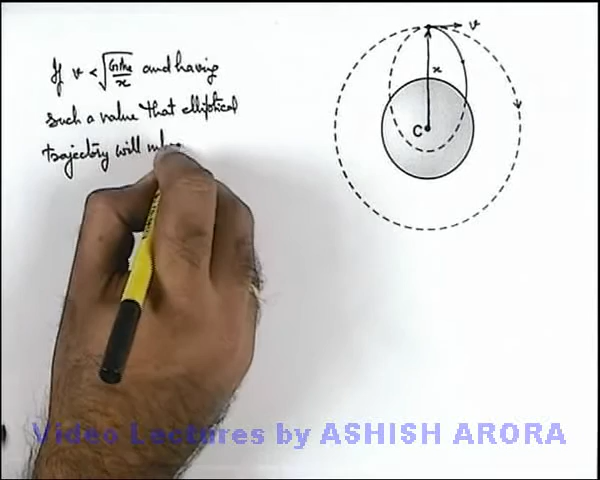 If v < √(GMe/x) and having
such a value that elliptical
trajectory will
v
x
C
Video Lectures by ASHISH ARORA